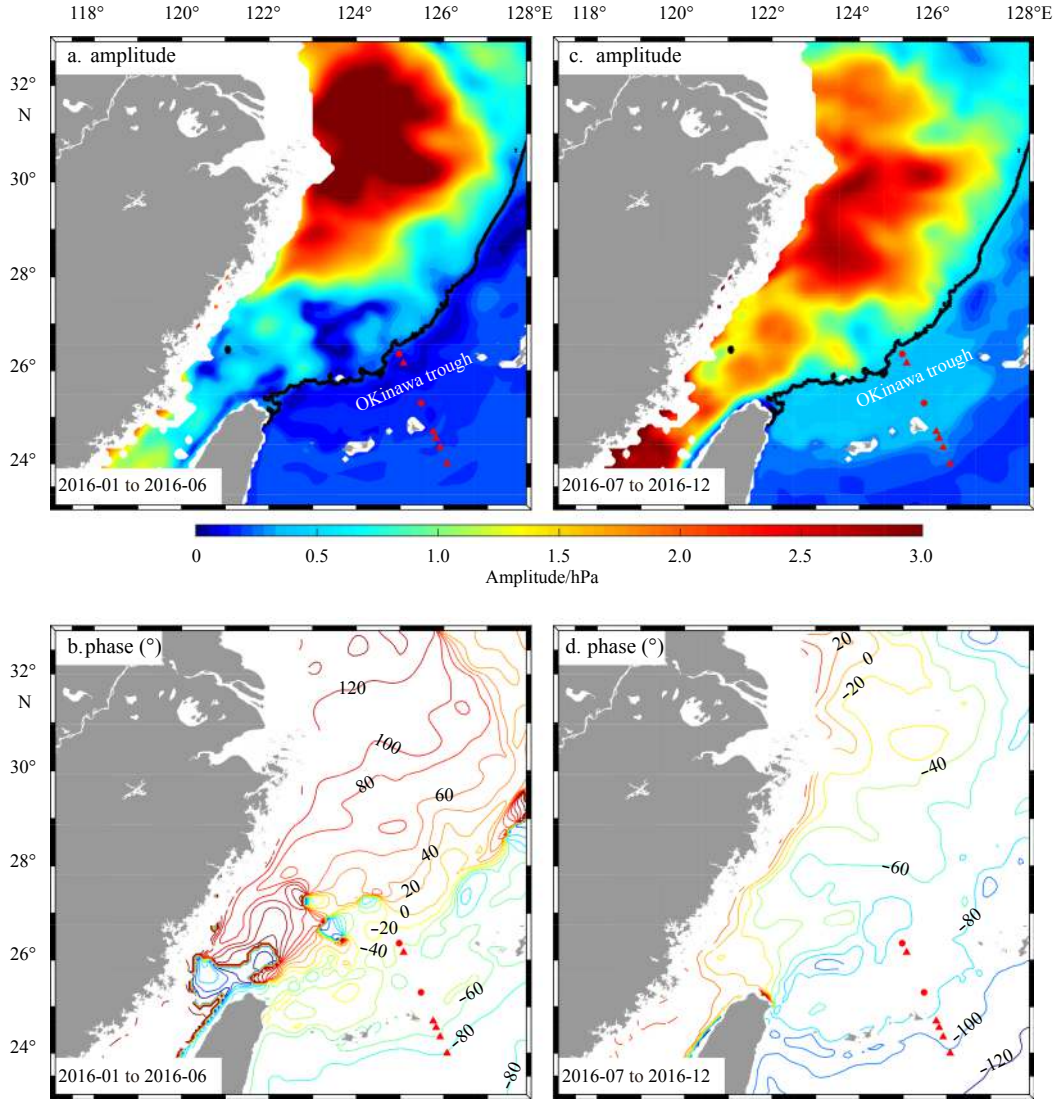 118° 120° 122° 124° 126° 128°E 118° 120° 122° 124° 126° 128°E
a. amplitude
c. amplitude
32°
N
30°
28°
26°
24°
OKinawa trough
OKinawa trough
2016-01 to 2016-06
2016-07 to 2016-12
0 0.5 1.0 1.5 2.0 2.5 3.0
Amplitude/hPa
b. phase (°)
d. phase (°)
32°
N
30°
28°
26°
24°
120
100
80
60
40
20
0
-20
-40
-60
-80
-80
20
0
-20
-40
-60
-80
-100
-120
2016-01 to 2016-06
2016-07 to 2016-12